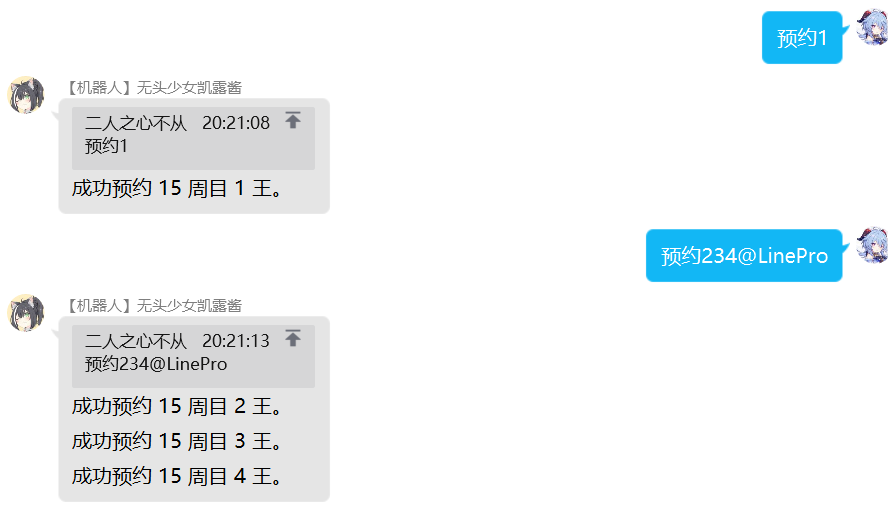 预约1
【机器人】无头少女凯露酱
二人之心不从 20:21:08
预约1
成功预约 15 周目 1 王。
预约234@LinePro
【机器人】无头少女凯露酱
二人之心不从 20:21:13
预约234@LinePro
成功预约 15 周目 2 王。
成功预约 15 周目 3 王。
成功预约 15 周目 4 王。